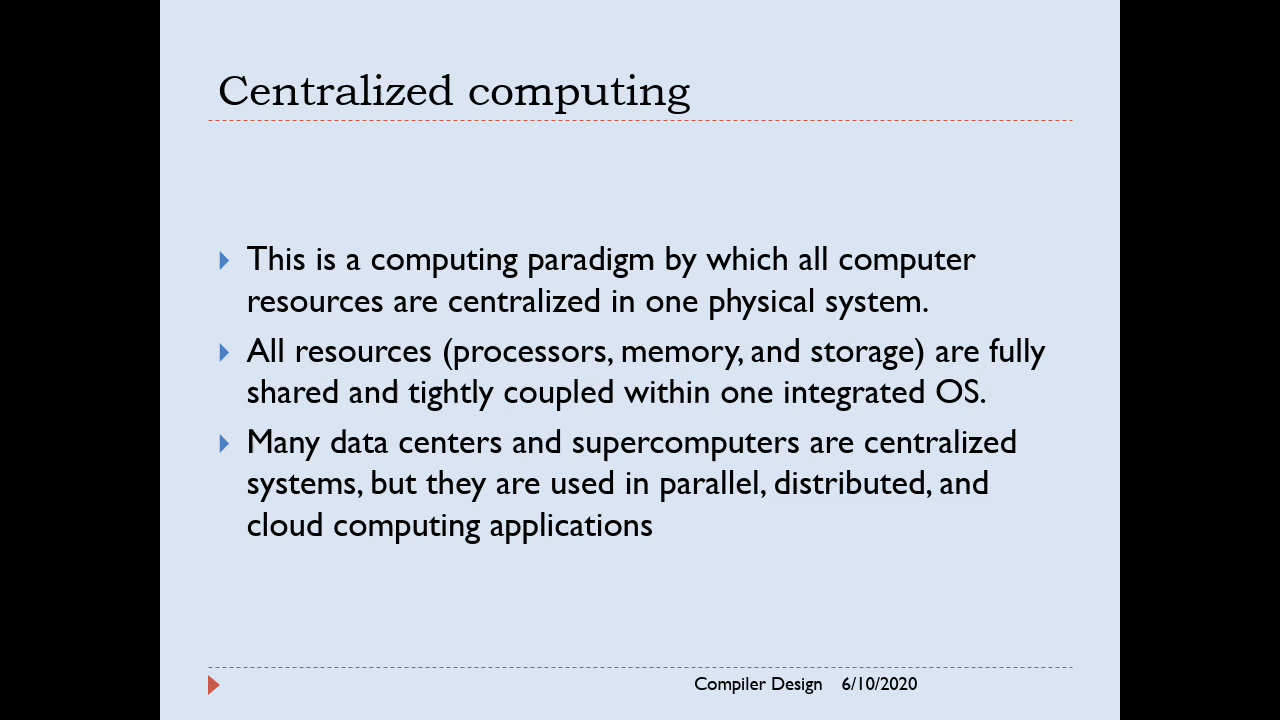 Centralized computing
This is a computing paradigm by which all computer
resources are centralized in one physical system.
All resources (processors, memory, and storage) are fully
shared and tightly coupled within one integrated OS.
Many data centers and supercomputers are centralized
systems, but they are used in parallel, distributed, and
cloud computing applications
Compiler Design 6/10/2020